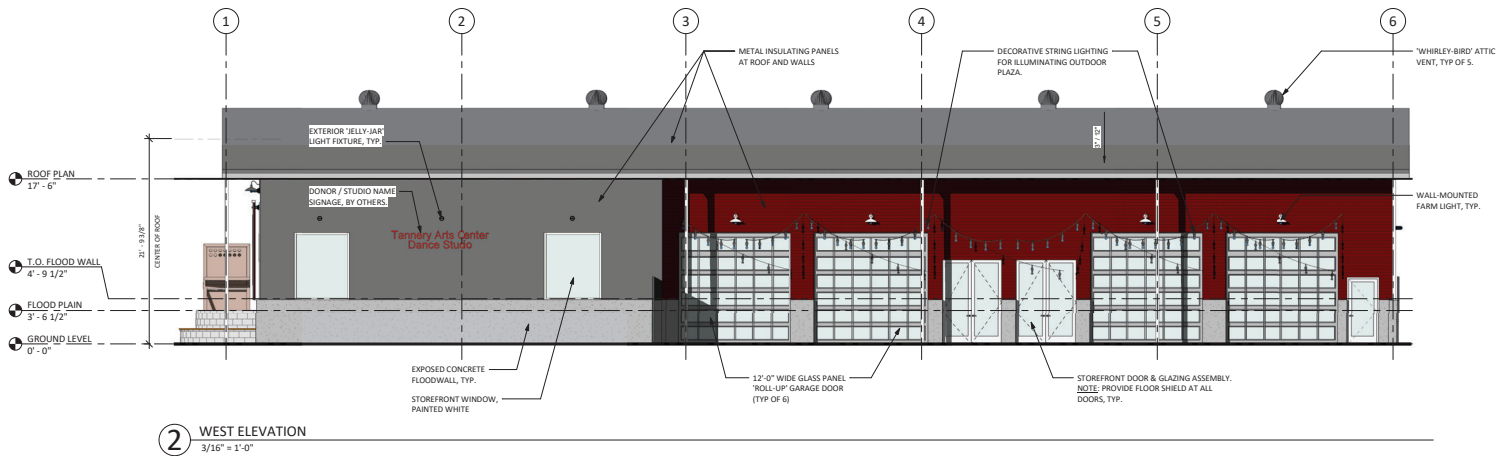 1
2
3
4
5
6
METAL INSULATING PANELS
AT ROOF AND WALLS
DECORATIVE STRING LIGHTING
FOR ILLUMINATING OUTDOOR
PLAZA.
'WHIRLEY-BIRD' ATTIC
VENT, TYP OF 5.
EXTERIOR 'JELLY-JAR'
LIGHT FIXTURE, TYP.
3" / 12"
ROOF PLAN
17' - 6"
DONOR / STUDIO NAME
SIGNAGE, BY OTHERS.
WALL-MOUNTED
FARM LIGHT, TYP.
21' - 9 3/8"
CENTER OF ROOF
Tannery Arts Center
Dance Studio
T.O. FLOOD WALL
4' - 9 1/2"
FLOOD PLAIN
3' - 6 1/2"
GROUND LEVEL
0' - 0"
EXPOSED CONCRETE
FLOODWALL, TYP.
STOREFRONT WINDOW,
PAINTED WHITE
12'-0" WIDE GLASS PANEL
'ROLL-UP' GARAGE DOOR
(TYP OF 6)
STOREFRONT DOOR & GLAZING ASSEMBLY.
NOTE: PROVIDE FLOOR SHIELD AT ALL
DOORS, TYP.
2
WEST ELEVATION
3/16" = 1'-0"